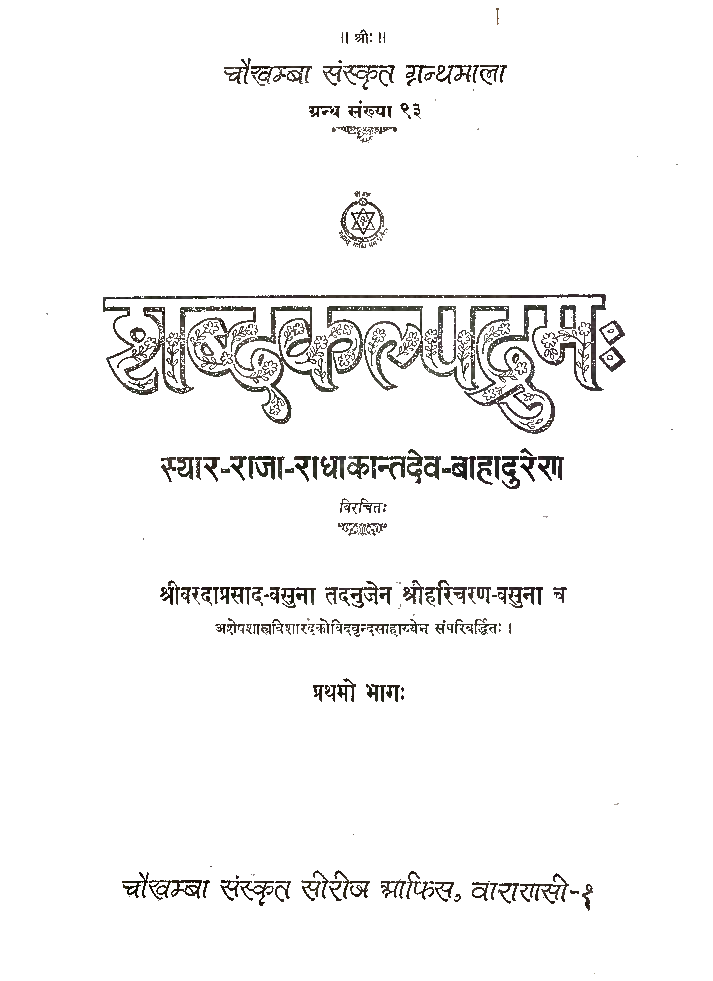 ॥ श्रीः ॥
चौखम्बा संस्कृत ग्रन्थमाला
ग्रन्थ संख्या ९३
शब्दकल्पद्रुमः
स्यार-राजा-राधाकान्तदेव-बाहादुरेण
विरचितः
श्रीवरदाप्रसाद-वसुना तदनुजेन श्रीहरिचरण-वसुना च
अशेषशास्त्रविशारदकोविदवृन्दसाहाय्येन संपरिवर्द्धितः ।
प्रथमो भागः
चौखम्बा संस्कृत सीरीज आफिस, वाराणसी-१